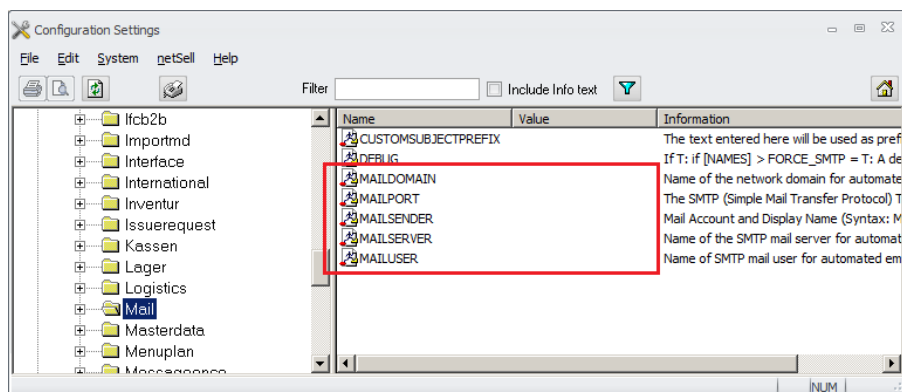 Configuration Settings
File Edit System netSell Help
Filter Include Info text
Name Value Information
Ifcb2b
Importmd
Interface
International
Inventur
Issuerequest
Kassen
Lager
Logistics
Mail
Masterdata
Menuplan
CUSTOMSUBJECTPREFIX The text entered here will be used as pref
DEBUG If T: if [NAMES] > FORCE_SMTP = T: A de
MAILDOMAIN Name of the network domain for automate
MAILPORT The SMTP (Simple Mail Transfer Protocol) T
MAILSENDER Mail Account and Display Name (Syntax: M
MAILSERVER Name of the SMTP mail server for automat
MAILUSER Name of SMTP mail user for automated em
NUM